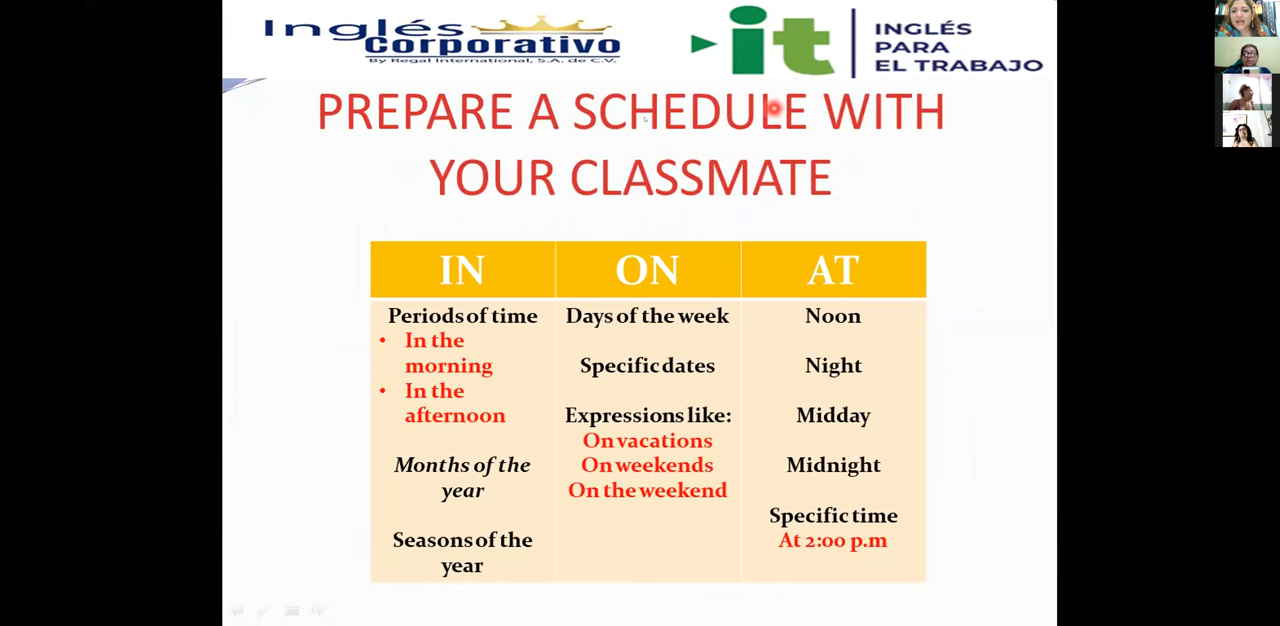 Inglés
Corporativo
By Regal International, S.A. de C.V.
it
INGLÉS
PARA
EL TRABAJO
PREPARE A SCHEDULE WITH
YOUR CLASSMATE
IN
ON
AT
Periods of time
• In the
morning
• In the
afternoon
Months of the
year
Seasons of the
year
Days of the week
Specific dates
Expressions like:
On vacations
On weekends
On the weekend
Noon
Night
Midday
Midnight
Specific time
At 2:00 p.m